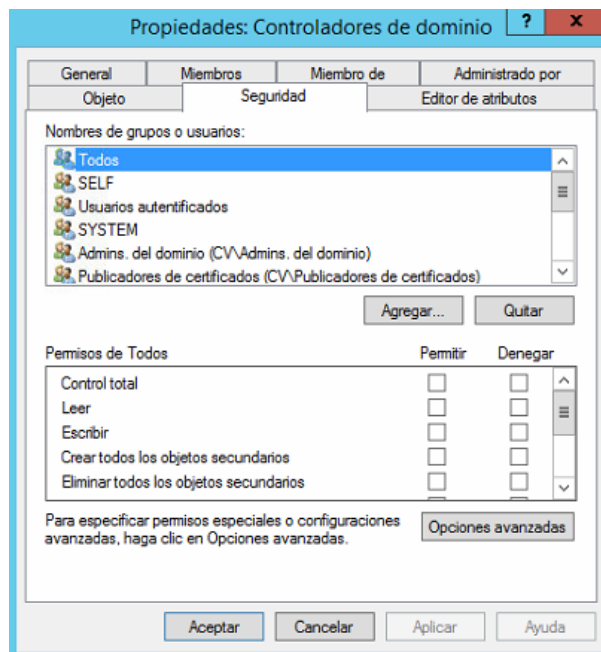 Propiedades: Controladores de dominio ? x
General Miembros Miembro de Administrado por
Objeto Seguridad Editor de atributos
Nombres de grupos o usuarios:
Todos
SELF
Usuarios autentificados
SYSTEM
Admins. del dominio (CV\Admins. del dominio)
Publicadores de certificados (CV\Publicadores de certificados)
Agregar... Quitar
Permisos de Todos Permitir Denegar
Control total
Leer
Escribir
Crear todos los objetos secundarios
Eliminar todos los objetos secundarios
Para especificar permisos especiales o configuraciones
avanzadas, haga clic en Opciones avanzadas.
Opciones avanzadas
Aceptar Cancelar Aplicar Ayuda